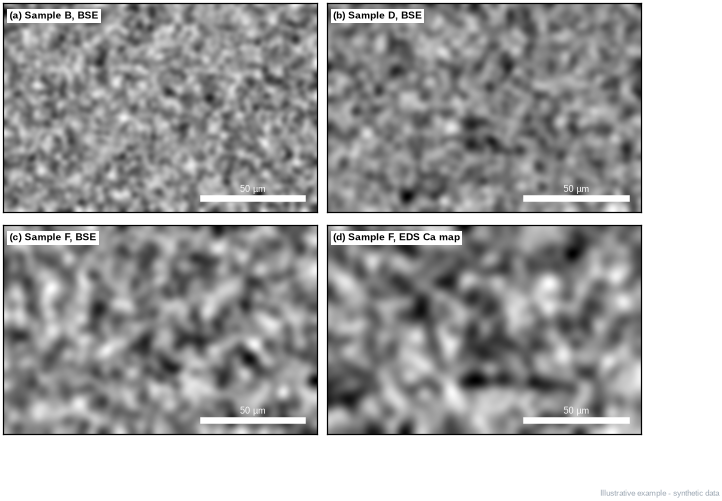 (a) Sample B, BSE
(b) Sample D, BSE
50 µm
50 µm
(c) Sample F, BSE
(d) Sample F, EDS Ca map
50 µm
50 µm
Illustrative example - synthetic data